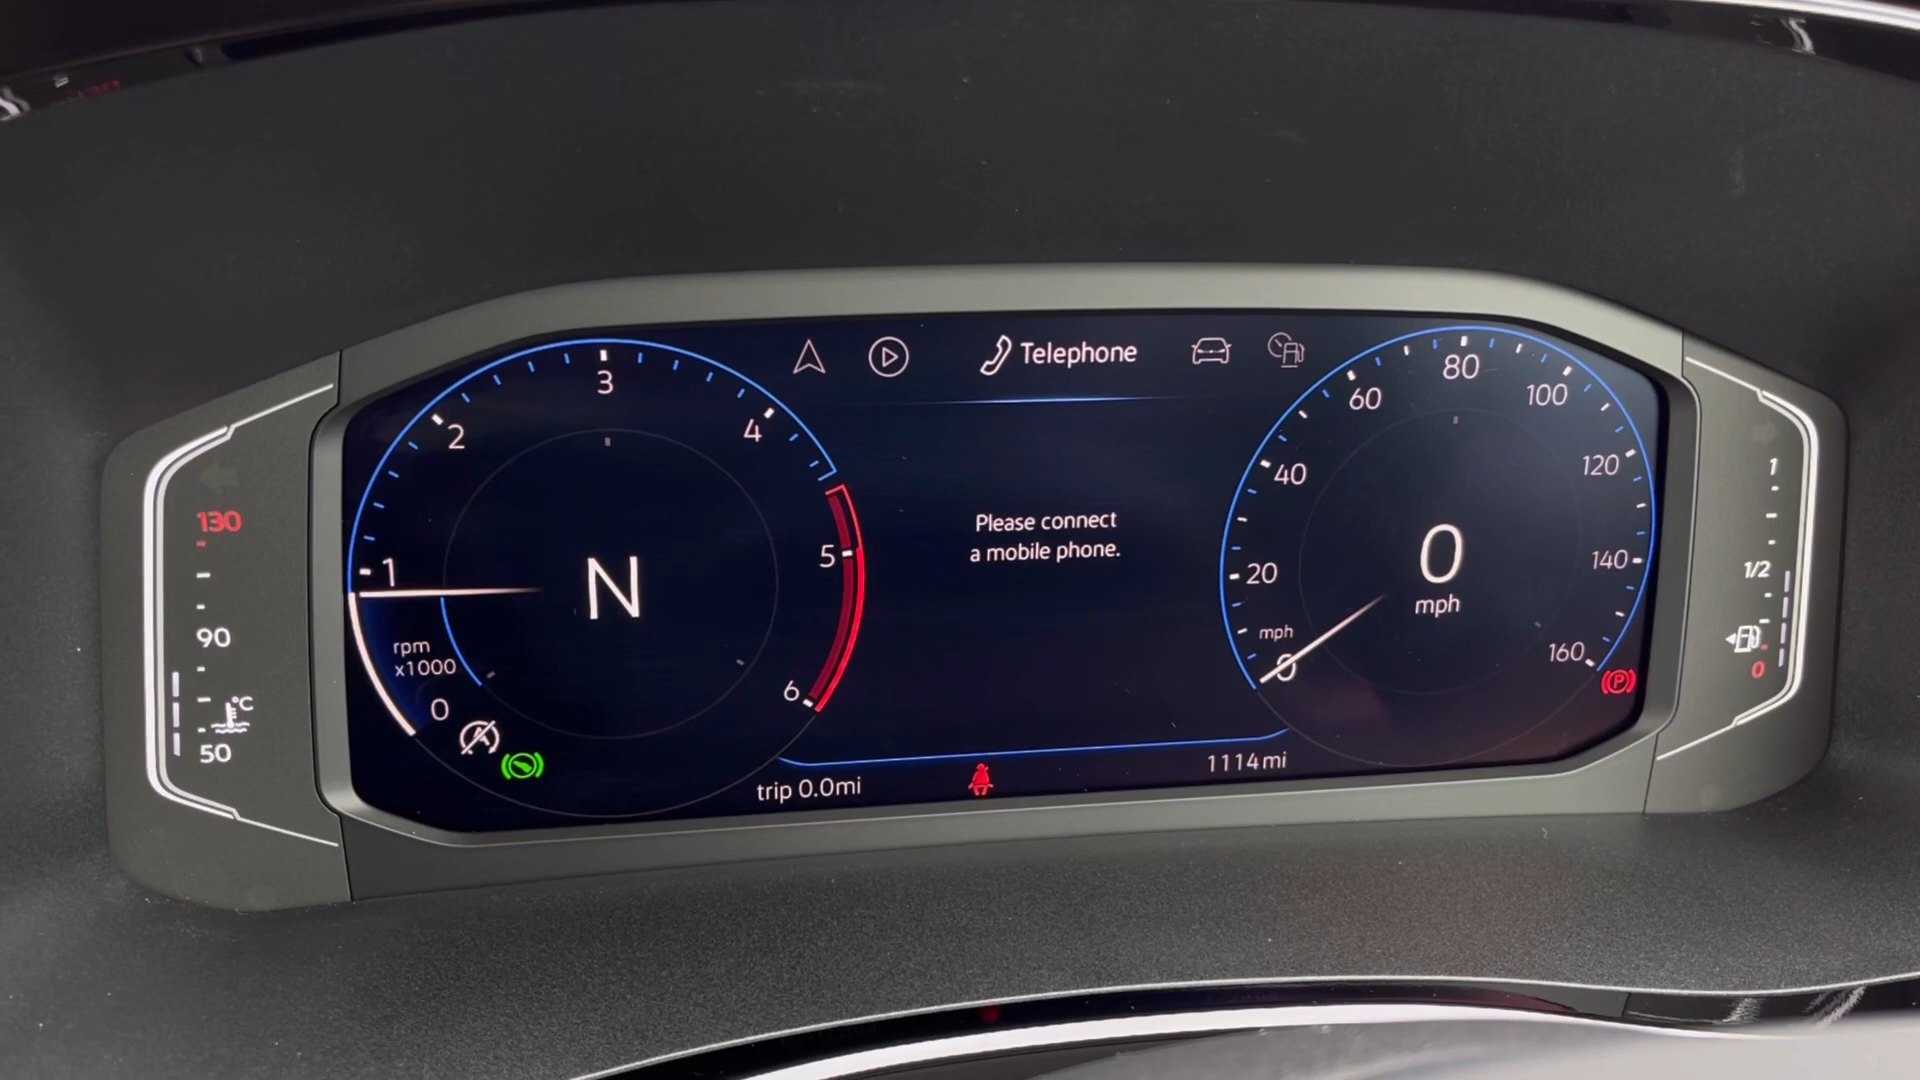 Telephone
Please connect
a mobile phone.
1
2
3
4
5
6
0
rpm
x1000
N
0
20
40
60
80
100
120
140
160
mph
0
mph
P
trip 0.0mi
1114mi
130
90
°C
50
1
1/2
0